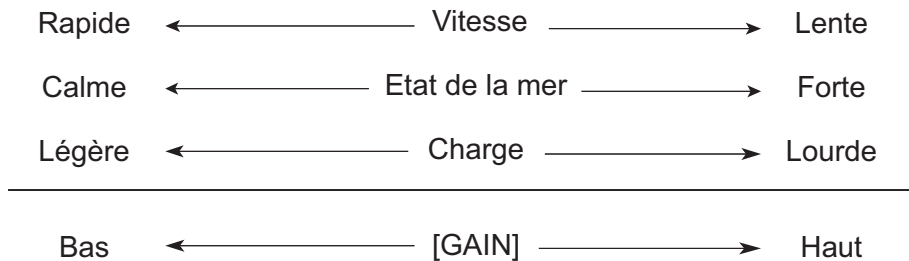 Rapide Vitesse Lente
Calme Etat de la mer Forte
Légère Charge Lourde
Bas [GAIN] Haut